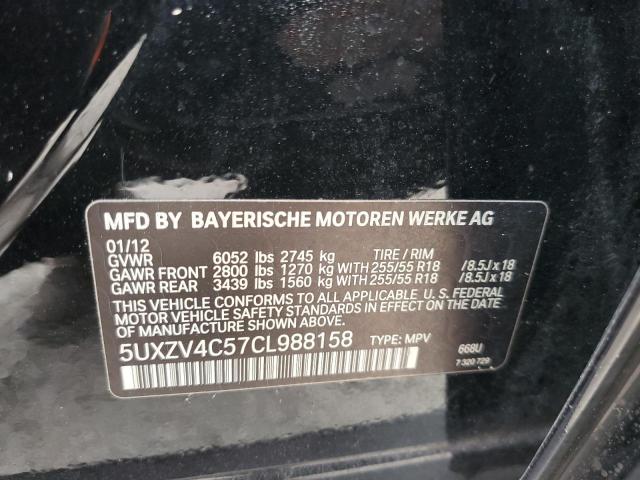 MFD BY BAYERISCHE MOTOREN WERKE AG
01/12
GVWR 6052 lbs 2745 kg TIRE / RIM
GAWR FRONT 2800 lbs 1270 kg WITH 255/55 R18 /8.5J x 18
GAWR REAR 3439 lbs 1560 kg WITH 255/55 R18 /8.5J x 18
THIS VEHICLE CONFORMS TO ALL APPLICABLE U.S. FEDERAL
MOTOR VEHICLE SAFETY STANDARDS IN EFFECT ON THE DATE
OF MANUFACTURE SHOWN ABOVE.
5UXZV4C57CL988158 TYPE: MPV 668U
7 320 729